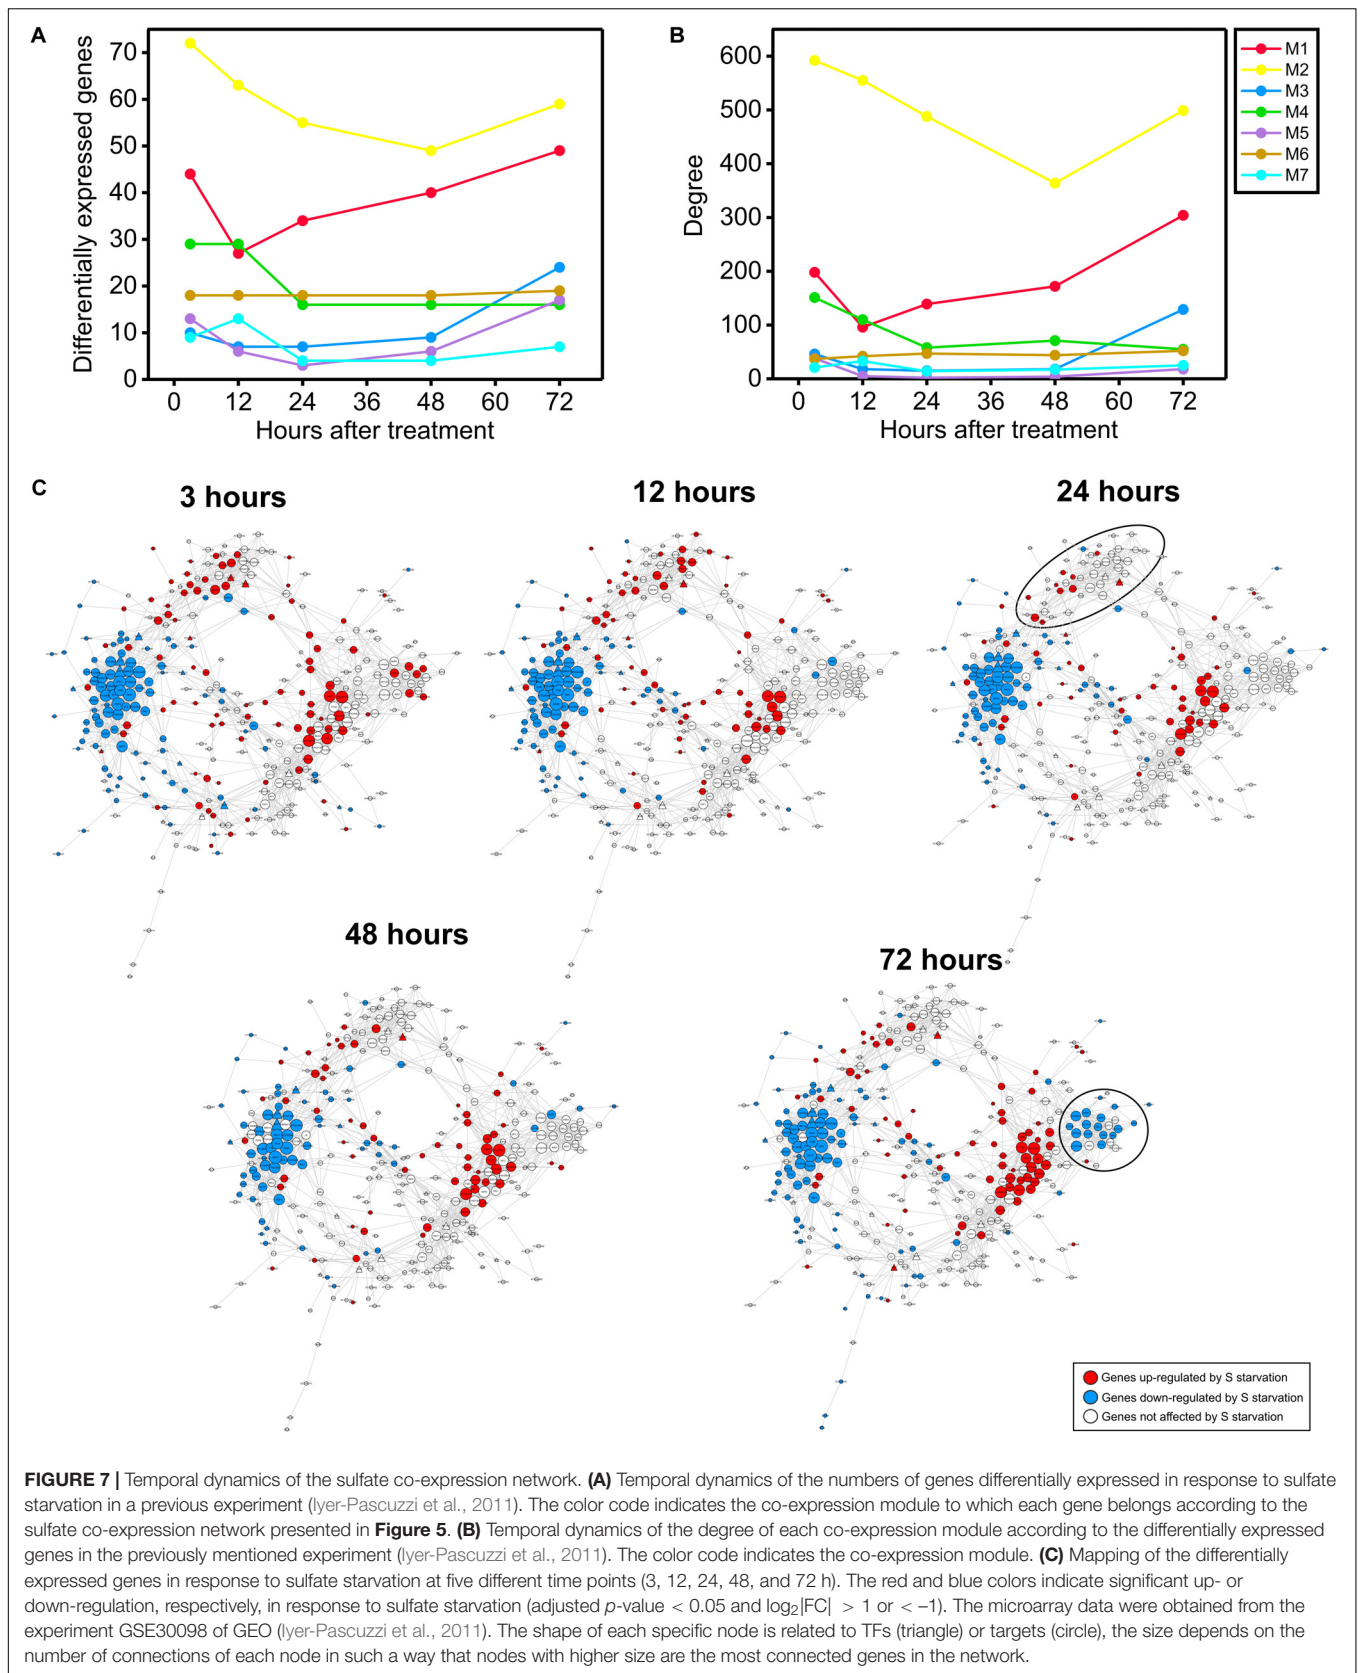 A
Differentially expressed genes
70
60
50
40
30
20
10
0
0 12 24 36 48 60 72
Hours after treatment
B
Degree
600
500
400
300
200
100
0
0 12 24 36 48 60 72
Hours after treatment
M1
M2
M3
M4
M5
M6
M7
C
3 hours
12 hours
24 hours
48 hours
72 hours
Genes up-regulated by S starvation
Genes down-regulated by S starvation
Genes not affected by S starvation
FIGURE 7 | Temporal dynamics of the sulfate co-expression network. (A) Temporal dynamics of the numbers of genes differentially expressed in response to sulfate
starvation in a previous experiment (Iyer-Pascuzzi et al., 2011). The color code indicates the co-expression module to which each gene belongs according to the
sulfate co-expression network presented in Figure 5. (B) Temporal dynamics of the degree of each co-expression module according to the differentially expressed
genes in the previously mentioned experiment (Iyer-Pascuzzi et al., 2011). The color code indicates the co-expression module. (C) Mapping of the differentially
expressed genes in response to sulfate starvation at five different time points (3, 12, 24, 48, and 72 h). The red and blue colors indicate significant up- or
down-regulation, respectively, in response to sulfate starvation (adjusted p-value < 0.05 and log₂|FC| > 1 or < –1). The microarray data were obtained from the
experiment GSE30098 of GEO (Iyer-Pascuzzi et al., 2011). The shape of each specific node is related to TFs (triangle) or targets (circle), the size depends on the
number of connections of each node in such a way that nodes with higher size are the most connected genes in the network.